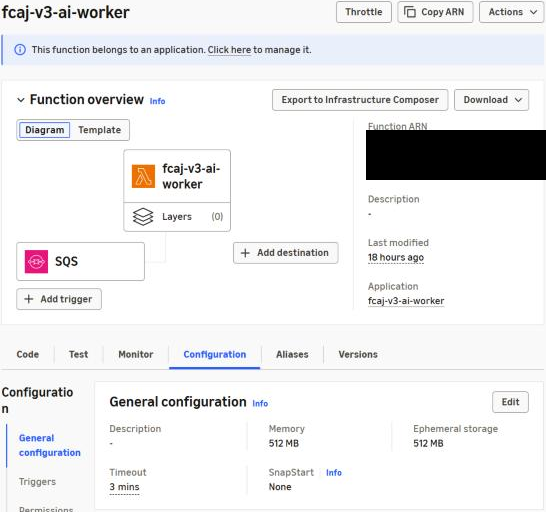 fcaj-v3-ai-worker
Throttle
Copy ARN
Actions
This function belongs to an application. Click here to manage it.
Function overview Info
Export to Infrastructure Composer
Download
Diagram
Template
fcaj-v3-ai-
worker
Layers (0)
SQS
+ Add destination
+ Add trigger
Function ARN
Description
-
Last modified
18 hours ago
Application
fcaj-v3-ai-worker
Code
Test
Monitor
Configuration
Aliases
Versions
Configuratio
n
General
configuration
Triggers
Permissions
General configuration Info
Edit
Description
-
Memory
512 MB
Ephemeral storage
512 MB
Timeout
3 mins
SnapStart Info
None